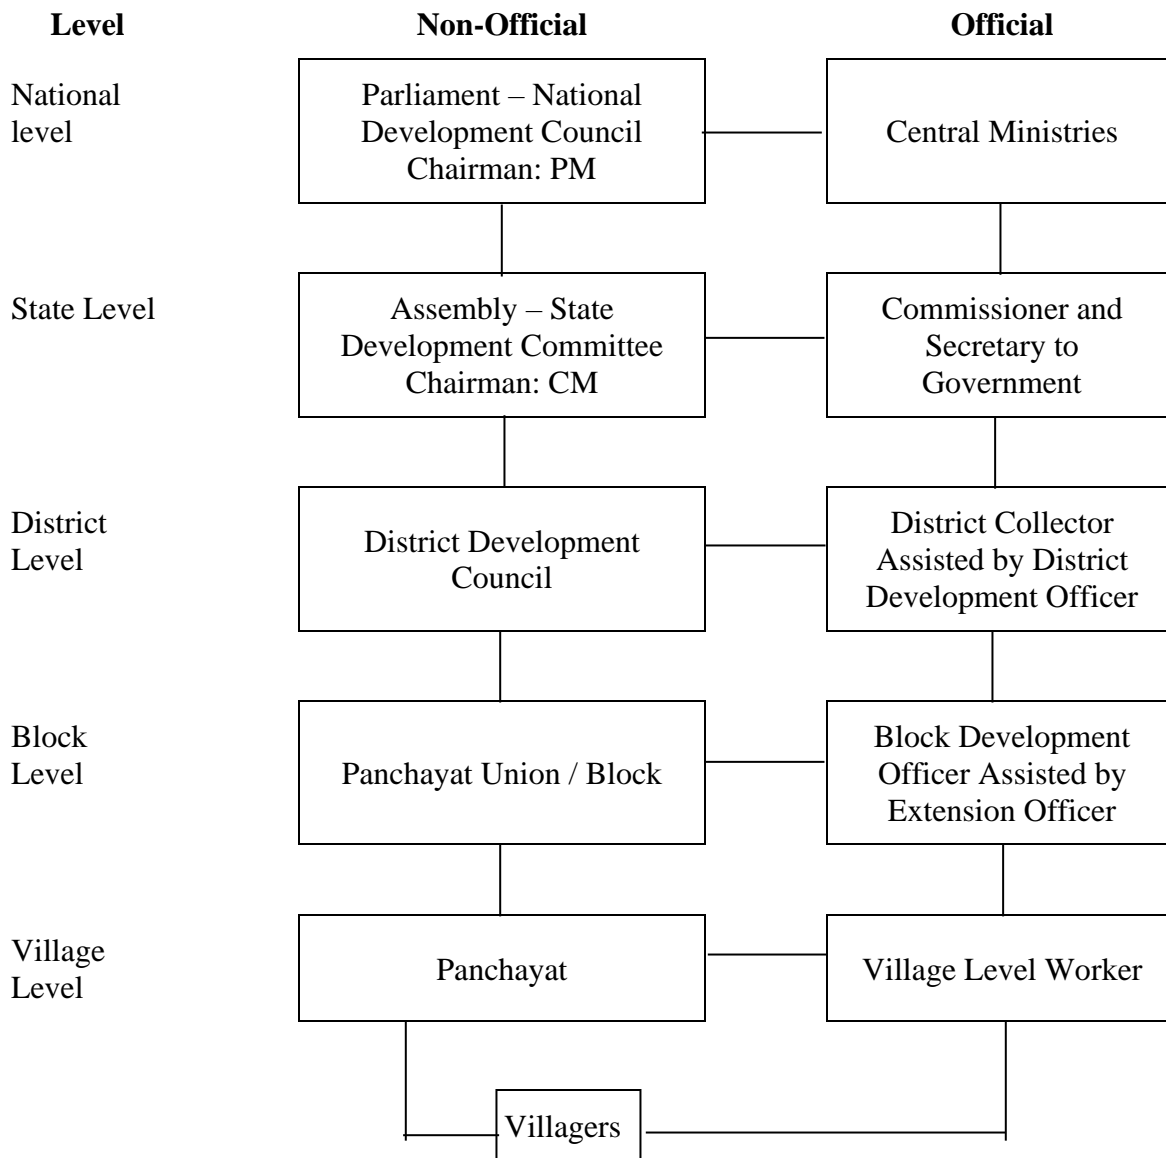 Level Non-Official Official
National
level
Parliament – National
Development Council
Chairman: PM
Central Ministries
State Level
Assembly – State
Development Committee
Chairman: CM
Commissioner and
Secretary to
Government
District
Level
District Development
Council
District Collector
Assisted by District
Development Officer
Block
Level
Panchayat Union / Block
Block Development
Officer Assisted by
Extension Officer
Village
Level
Panchayat
Village Level Worker
Villagers